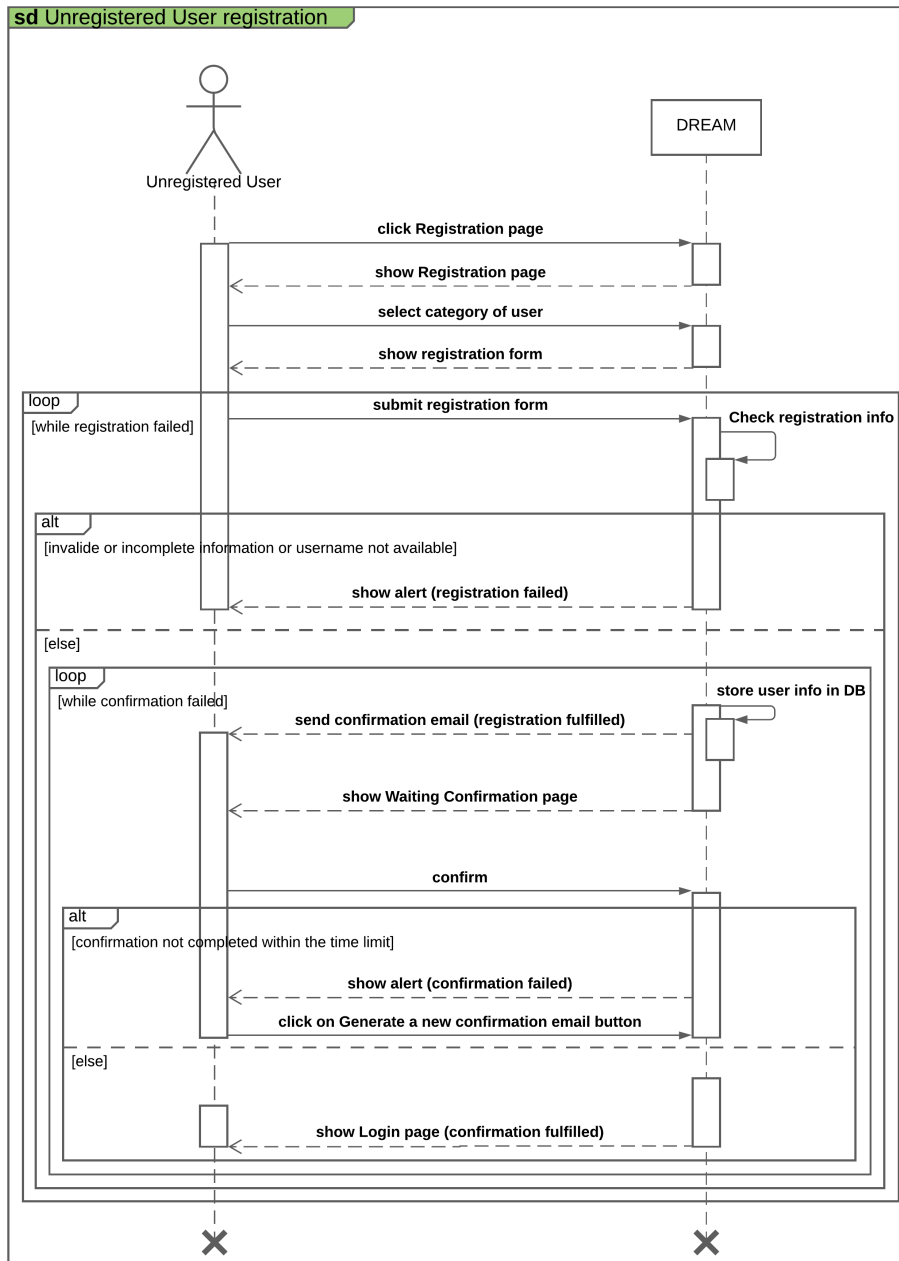 sd Unregistered User registration
DREAM
Unregistered User
click Registration page
show Registration page
select category of user
show registration form
loop
submit registration form
Check registration info
[while registration failed]
alt
[invalide or incomplete information or username not available]
show alert (registration failed)
[else]
loop
store user info in DB
[while confirmation failed]
send confirmation email (registration fulfilled)
show Waiting Confirmation page
confirm
alt
[confirmation not completed within the time limit]
show alert (confirmation failed)
click on Generate a new confirmation email button
[else]
show Login page (confirmation fulfilled)